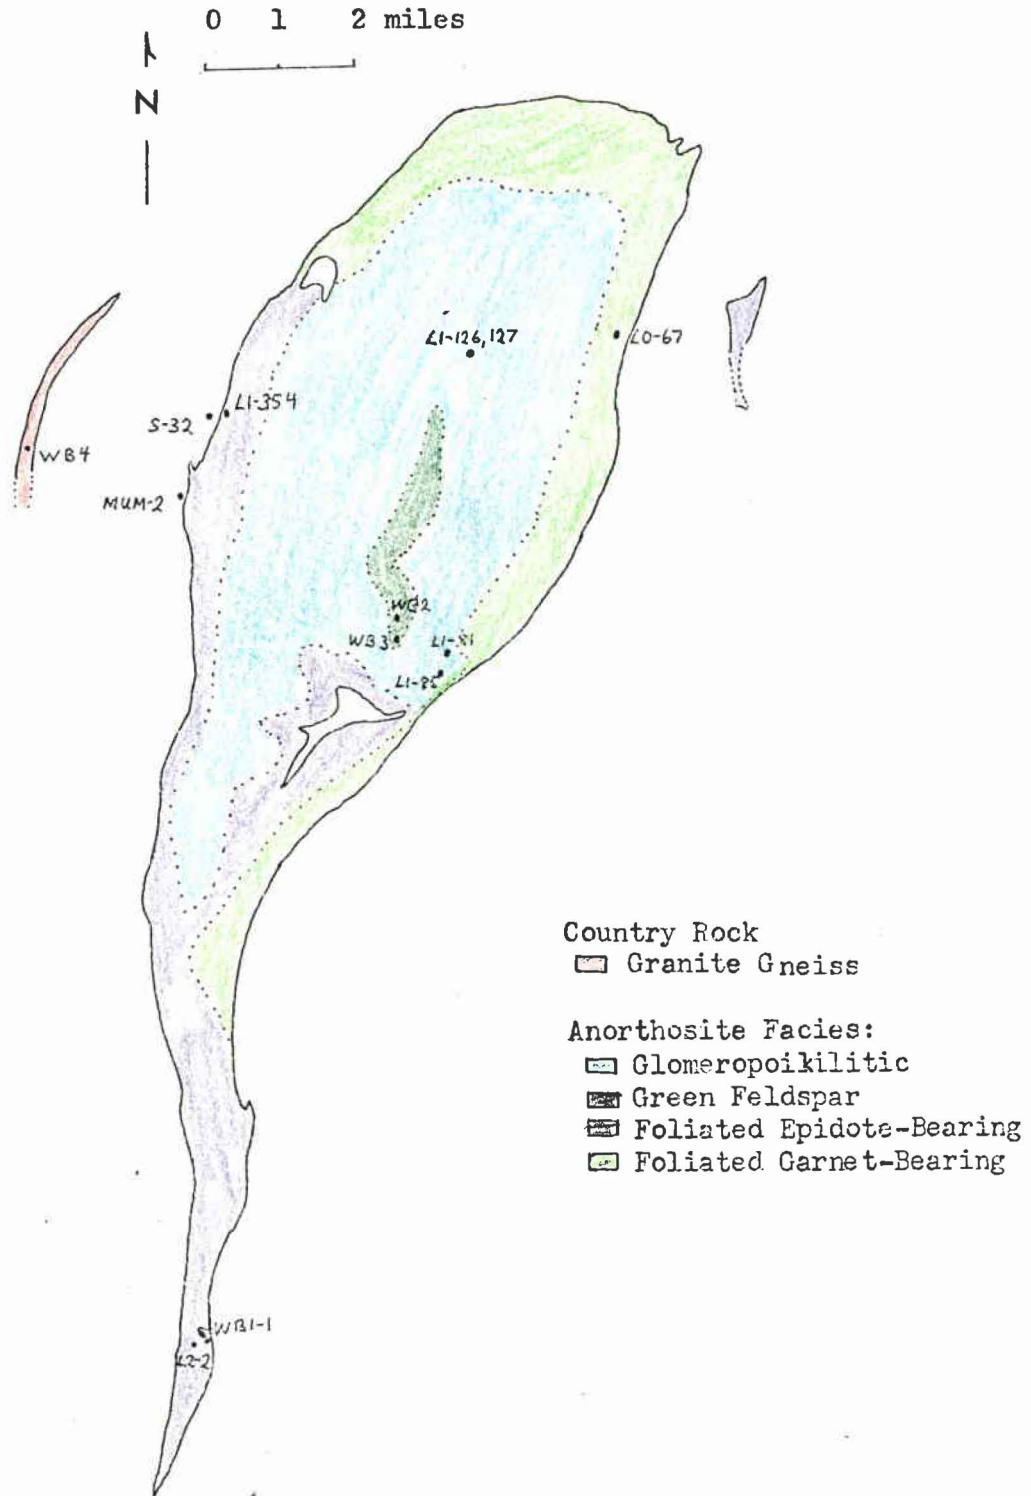 0 1 2 miles
N
L1-126,127
LO-67
L1-354
S-32
WB4
MUM-2
WB2
WB3
L1-81
L1-85
Country Rock
Granite Gneiss
Anorthosite Facies:
Glomeropoikilitic
Green Feldspar
Foliated Epidote-Bearing
Foliated Garnet-Bearing
WB1-1
L2-2